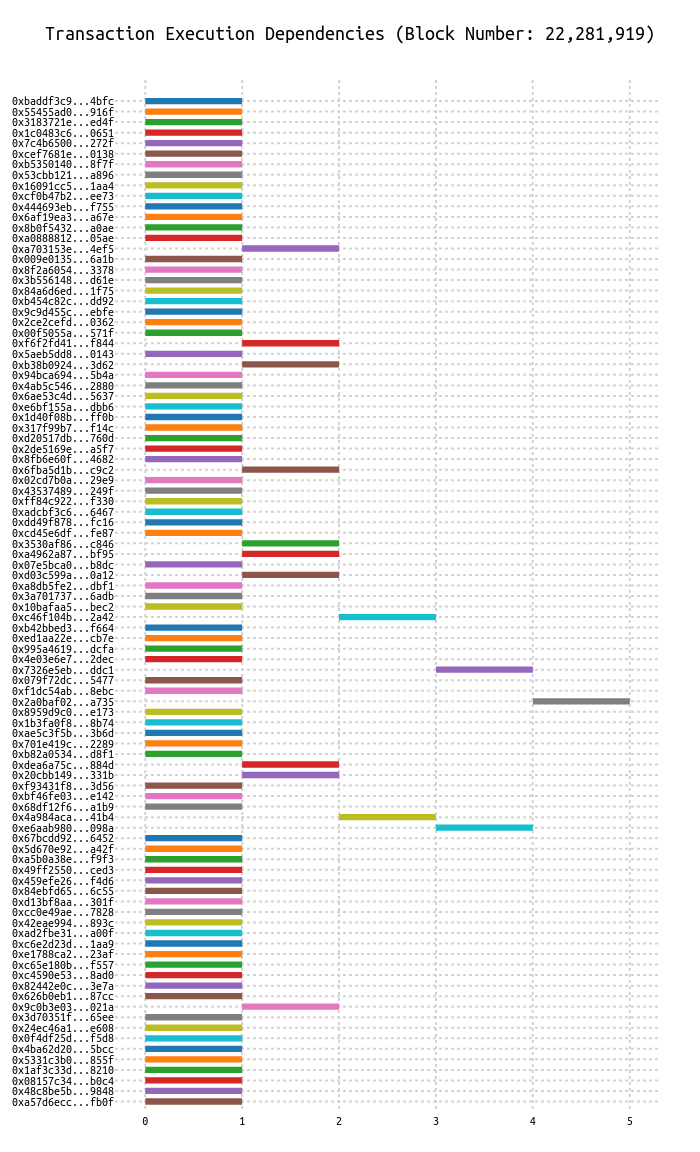 Transaction Execution Dependencies (Block Number: 22,281,919)
0xbaddf3c9...4bfc
0x55455ad0...916f
0x3183721e...ed4f
0x1c0483c6...0651
0x7c4b6500...272f
0xcef7681e...0138
0xb5350140...8f7f
0x53cbb121...a896
0x16091cc5...1aa4
0xcf0b47b2...ee73
0x444693eb...f755
0x6af19ea3...a67e
0x8b0f5432...a0ae
0xa0888812...05ae
0xa703153e...4ef5
0x009e0135...6a1b
0x8f2a6054...3378
0x3b556148...d61e
0x84a6d6ed...1f75
0xb454c82c...dd92
0x9c9d455c...ebfe
0x2ce2cefd...0362
0x00f5055a...571f
0xf6f2fd41...f844
0x5aeb5dd8...0143
0xb38b0924...3d62
0x94bca694...5b4a
0x4ab5c546...2880
0x6ae53c4d...5637
0xe6bf155a...dbb6
0x1d40f08b...ff0b
0x317f99b7...f14c
0xd20517db...760d
0x2de5169e...a5f7
0x8fb6e60f...4682
0x6fba5d1b...c9c2
0x02cd7b0a...29e9
0x43537489...249f
0xff84c922...f330
0xadcbf3c6...6467
0xdd49f878...fc16
0xcd45e6df...fe87
0x3530af86...c846
0xa4962a87...bf95
0x07e5bca0...b8dc
0xd03c599a...0a12
0xa8db5fe2...dbf1
0x3a701737...6adb
0x10bafaa5...bec2
0xc46f104b...2a42
0xb42bbed3...f664
0xed1aa22e...cb7e
0x995a4619...dcfa
0x4e03e6e7...2dec
0x7326e5eb...ddc1
0x079f72dc...5477
0xf1dc54ab...8ebc
0x2a0baf02...a735
0x8959d9c0...e173
0x1b3fa0f8...8b74
0xae5c3f5b...3b6d
0x701e419c...2289
0xb82a0534...d8f1
0xdea6a75c...884d
0x20cbb149...331b
0xf93431f8...3d56
0xbf46fe03...e142
0x68df12f6...a1b9
0x4a984aca...41b4
0xe6aab980...098a
0x67bcdd92...6452
0x5d670e92...a42f
0xa5b0a38e...f9f3
0x49ff2550...ced3
0x459efe26...f4d6
0x84ebfd65...6c55
0xd13bf8aa...301f
0xcc0e49ae...7828
0x42eae994...893c
0xad2fbe31...a00f
0xc6e2d23d...1aa9
0xe1788ca2...23af
0xc65e180b...f557
0xc4590e53...8ad0
0x82442e0c...3e7a
0x626b0eb1...87cc
0x9c0b3e03...021a
0x3d70351f...65ee
0x24ec46a1...e608
0x0f4df25d...f5d8
0x4ba62d20...5bcc
0x5331c3b0...855f
0x1af3c33d...8210
0x08157c34...b0c4
0x48c8be5b...9848
0xa57d6ecc...fb0f
0 1 2 3 4 5